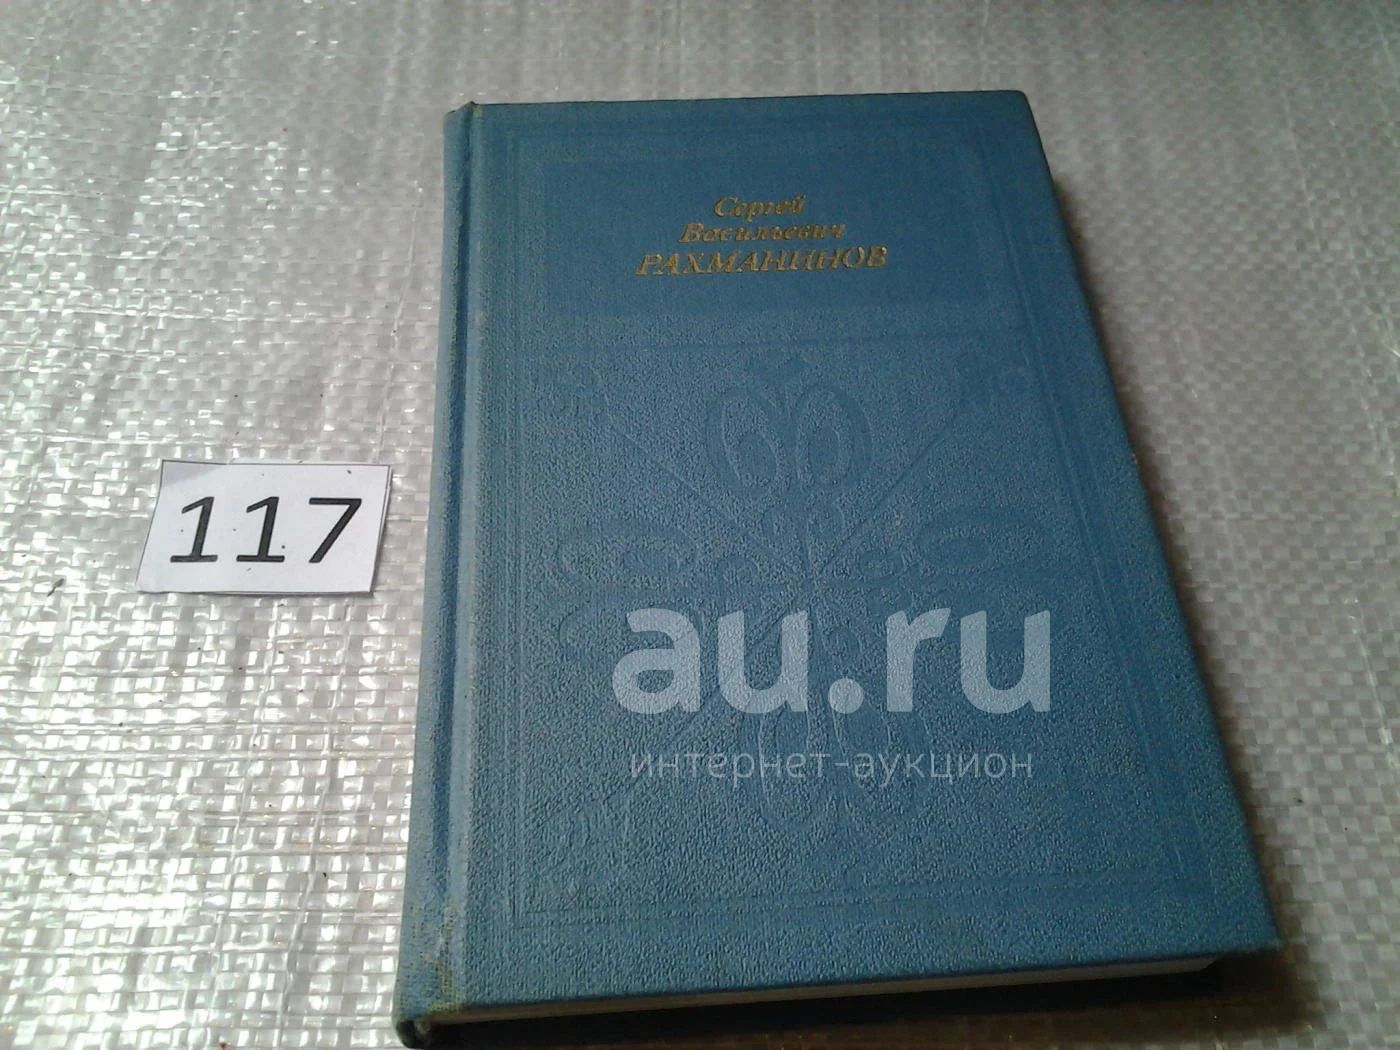 Сергей
Васильевич
РАХМАНИНОВ
117
au.ru
интернет-аукцион